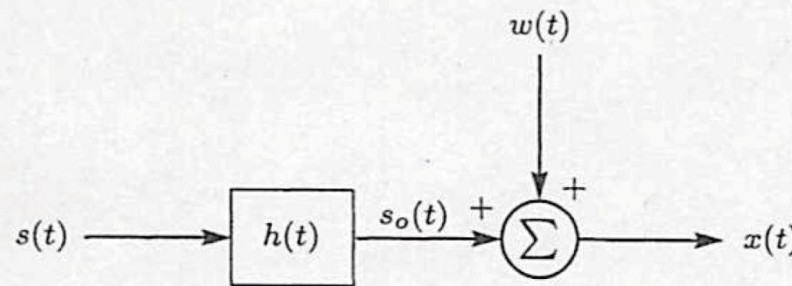 w(t)
s(t)
h(t)
s_o(t)
+
+
∑
x(t)